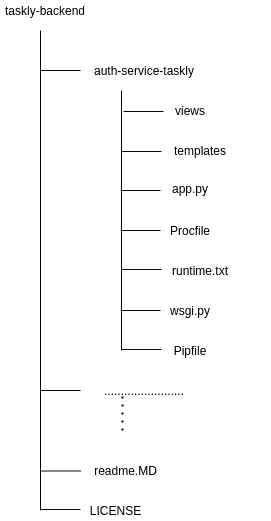 taskly-backend
auth-service-taskly
views
templates
app.py
Procfile
runtime.txt
wsgi.py
Pipfile
........................
readme.MD
LICENSE